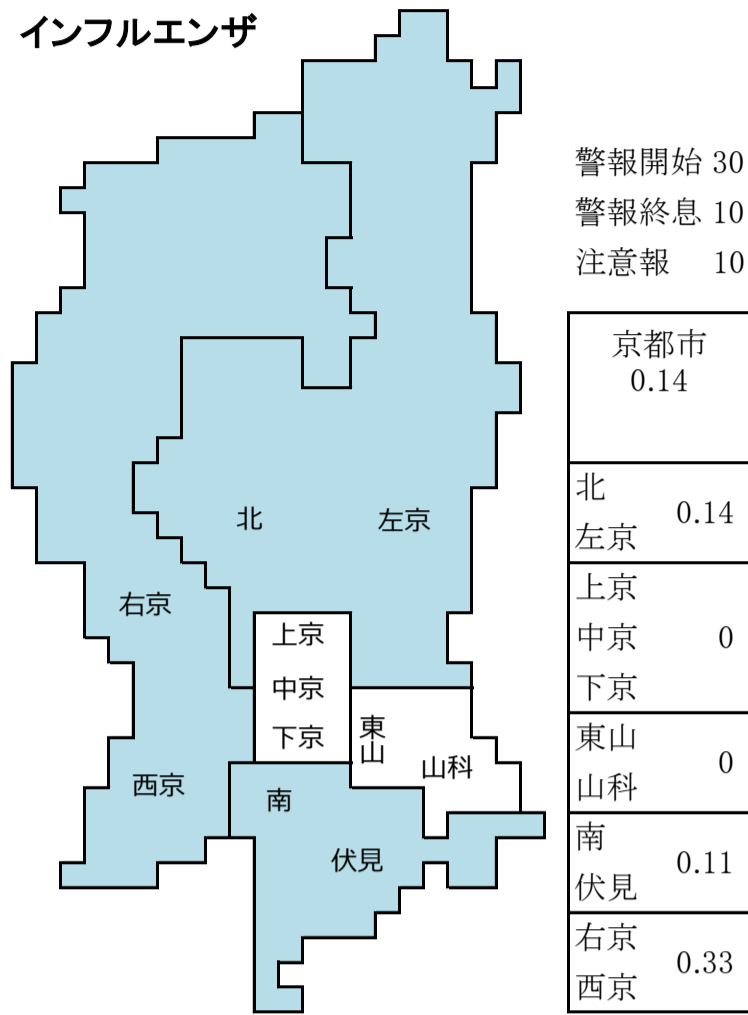 インフルエンザ
警報開始 30
警報終息 10
注意報 10
京都市
0.14
北
左京
0.14
上京
中京
下京
0
東山
山科
0
南
伏見
0.11
右京
西京
0.33
北
左京
右京
上京
中京
下京
東山
山科
西京
南
伏見